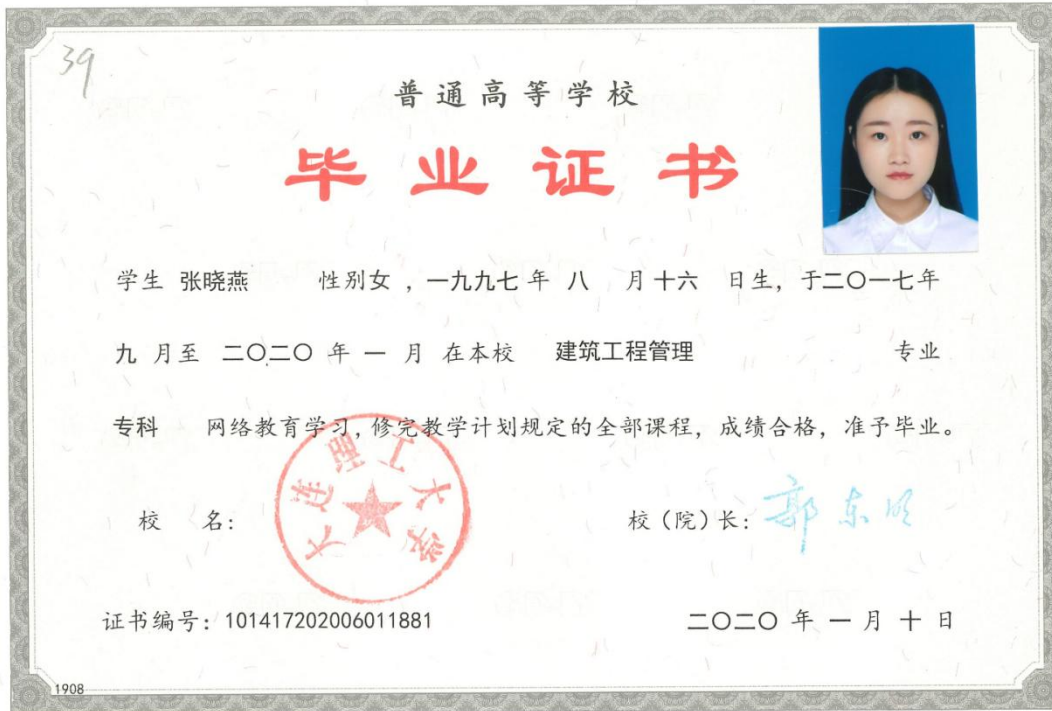 39
普通高等学校
毕业证书
学生 张晓燕 性别女，一九九七年 八 月十六 日生，于二〇一七年
九 月至 二〇二〇 年 一 月 在本校 建筑工程管理 专业
专科 网络教育学习，修完教学计划规定的全部课程，成绩合格，准予毕业。
大连理工大学
校 名： 校（院）长：郭东明
证书编号：101417202006011881 二〇二〇 年 一 月 十 日
1908